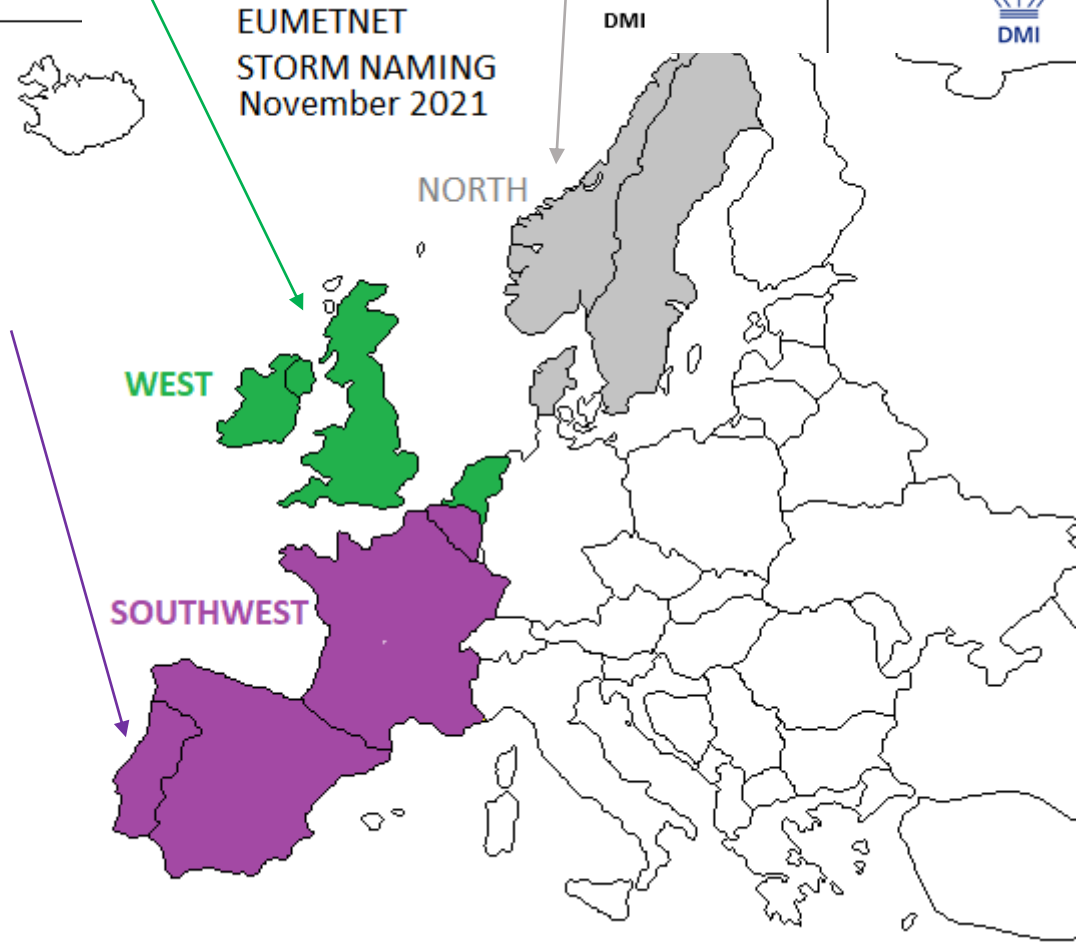 EUMETNET
STORM NAMING
November 2021
DMI
DMI
NORTH
WEST
SOUTHWEST